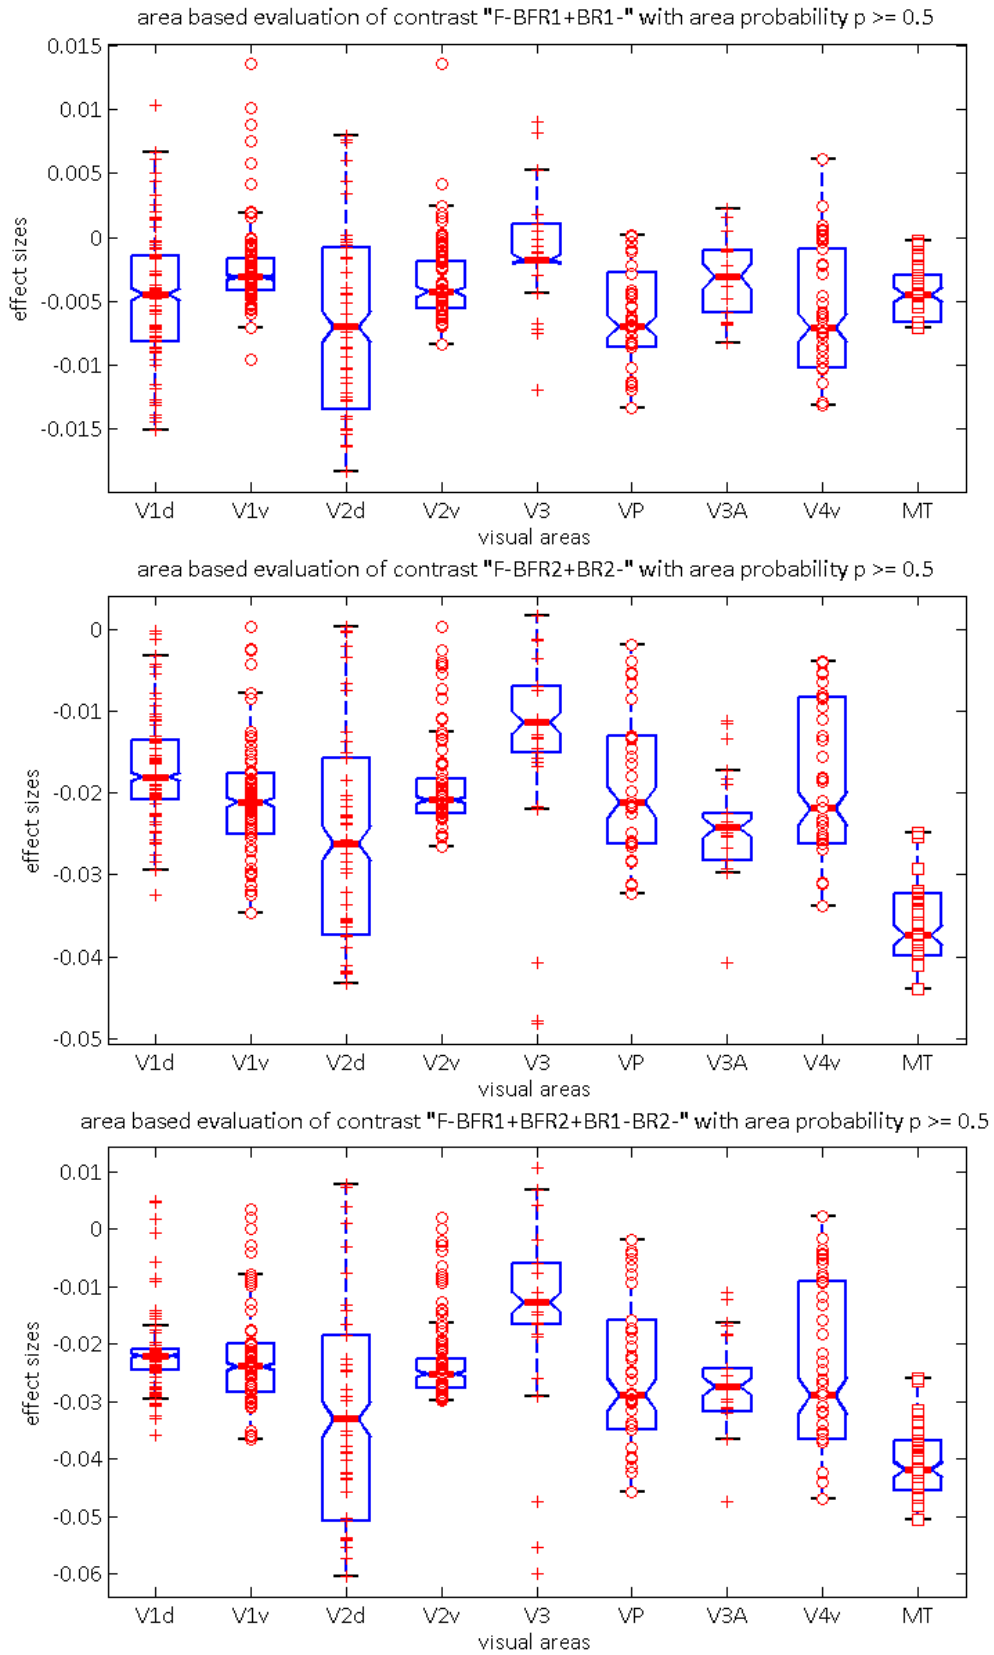 area based evaluation of contrast "F-BFR1+BR1-" with area probability p >= 0.5
0.015
0.01
0.005
0
-0.005
-0.01
-0.015
effect sizes
V1d V1v V2d V2v V3 VP V3A V4v MT
visual areas
area based evaluation of contrast "F-BFR2+BR2-" with area probability p >= 0.5
0
-0.01
-0.02
-0.03
-0.04
-0.05
effect sizes
V1d V1v V2d V2v V3 VP V3A V4v MT
visual areas
area based evaluation of contrast "F-BFR1+BFR2+BR1-BR2-" with area probability p >= 0.5
0.01
0
-0.01
-0.02
-0.03
-0.04
-0.05
-0.06
effect sizes
V1d V1v V2d V2v V3 VP V3A V4v MT
visual areas